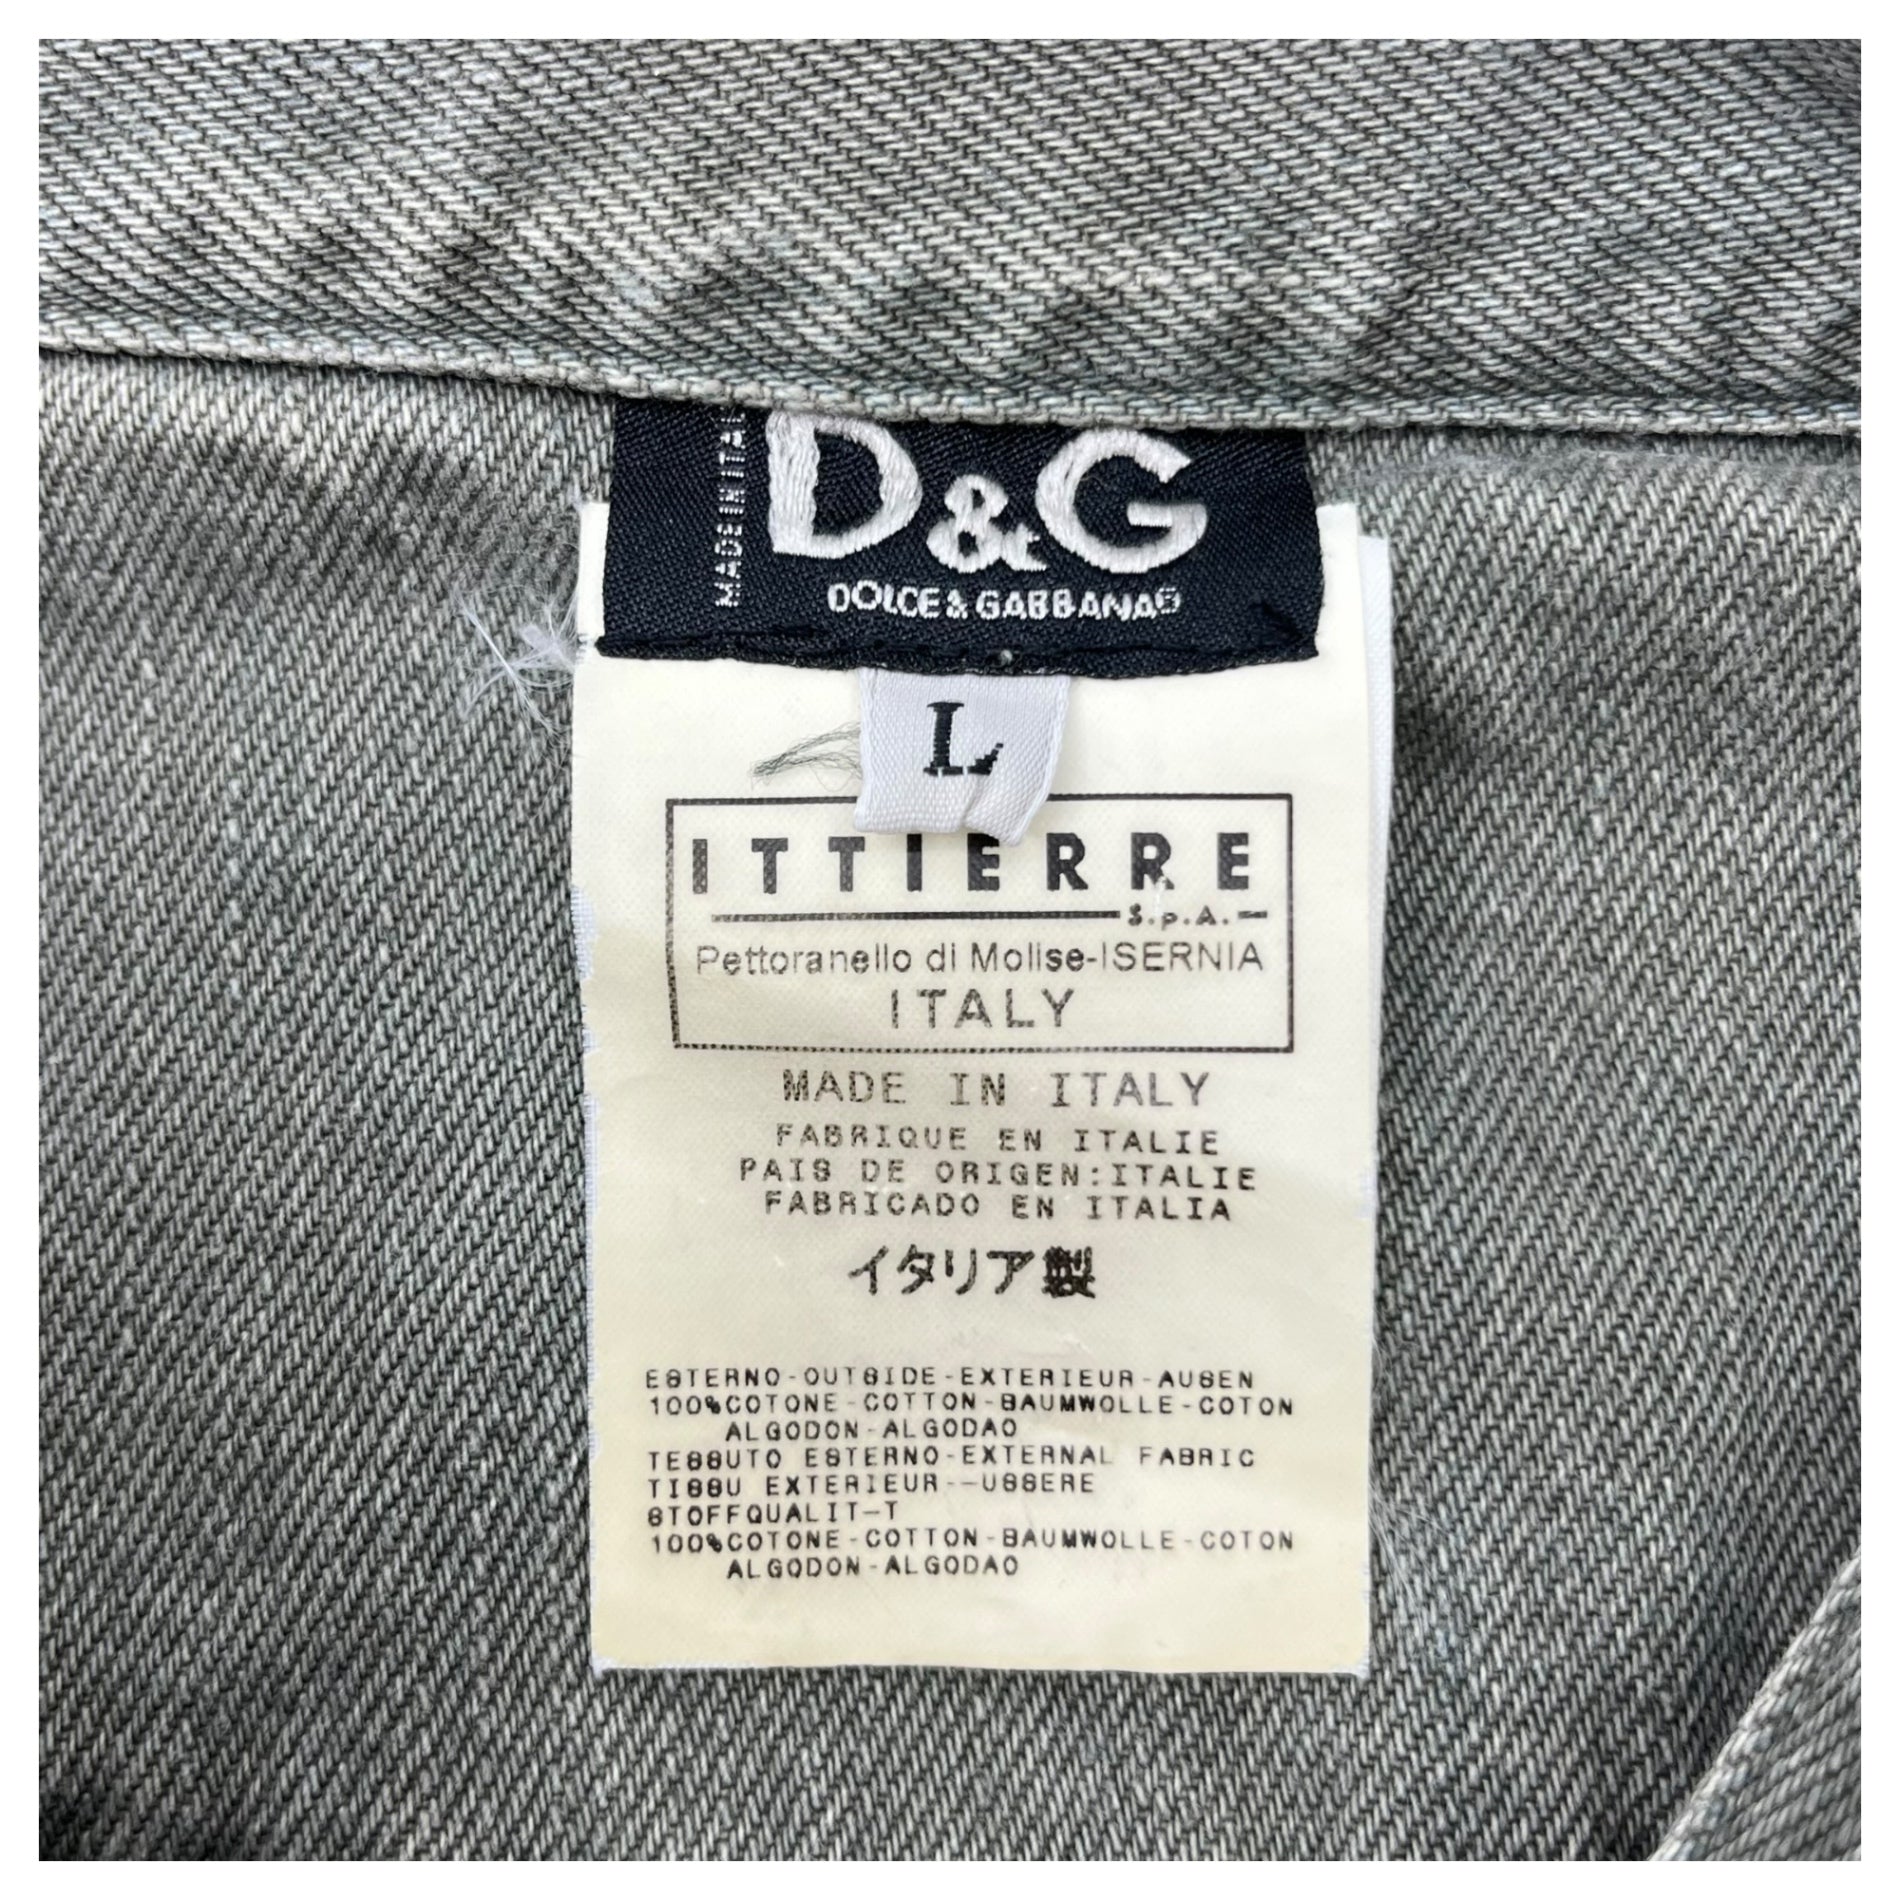 MADE IN ITALY
D&G
DOLCE & GABBANA
L
ITTIERRE
S.p.A.
Pettoranello di Molise-ISERNIA
ITALY
MADE IN ITALY
FABRIQUE EN ITALIE
PAIS DE ORIGEN:ITALIE
FABRICADO EN ITALIA
イタリア製
ESTERNO-OUTSIDE-EXTERIEUR-AUSEN
100%COTONE-COTTON-BAUMWOLLE-COTON
ALGODON-ALGODAO
TESSUTO ESTERNO-EXTERNAL FABRIC
TISSU EXTERIEUR--USSERE
STOFFQUALIT-T
100%COTONE-COTTON-BAUMWOLLE-COTON
ALGODON-ALGODAO